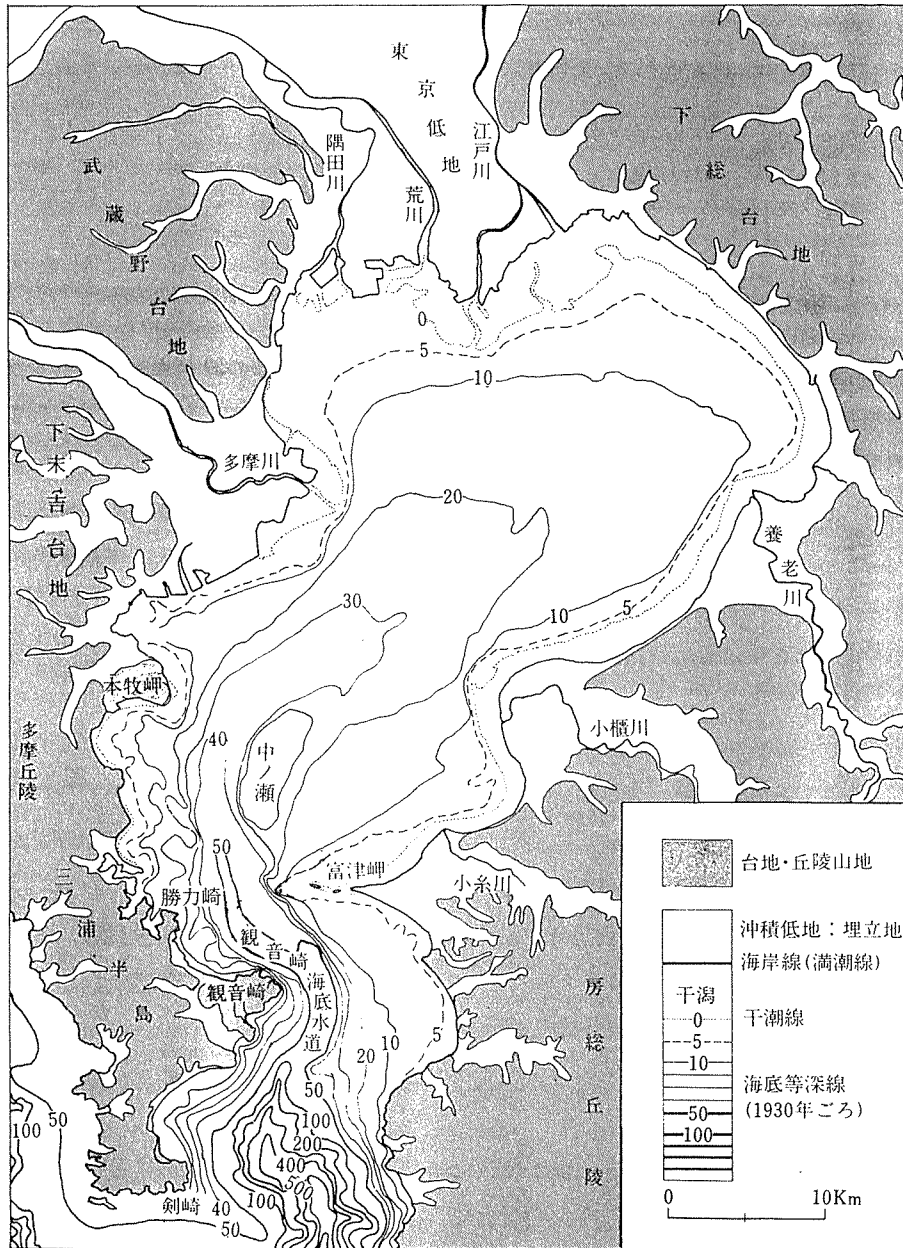 東京低地
江戸川
隅田川
荒川
武蔵野台地
下総台地
0
5
10
多摩川
下末吉台地
20
養老川
30
10
5
本牧岬
小櫃川
多摩丘陵
40
中ノ瀬
50
富津岬
小糸川
勝力崎
観音崎海底水道
観音崎
三浦半島
房総丘陵
5
10
20
50
100
200
400
500
100
50
100
剣崎
40
50
台地・丘陵山地
沖積低地：埋立地
海岸線(満潮線)
干潟
0
干潮線
5
10
海底等深線
(1930年ごろ)
50
100
0 10Km